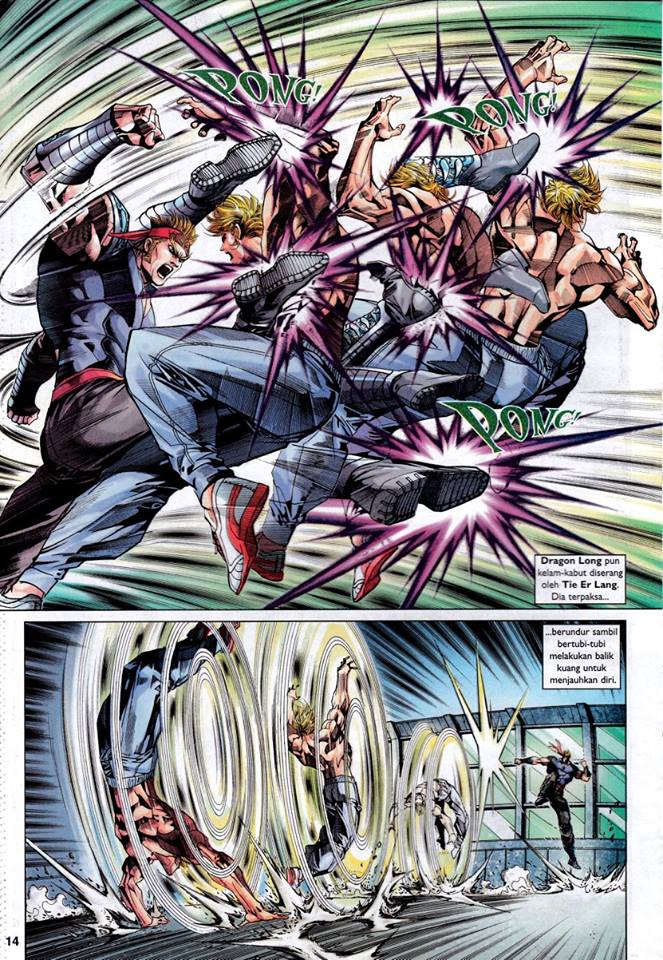 PONG!
PONG!
PONG!
Dragon Long pun
kelam-kabut diserang
oleh Tie Er Lang.
Dia terpaksa...
...berundur sambil
bertubi-tubi
melakukan balik
kuang untuk
menjauhkan diri.
14